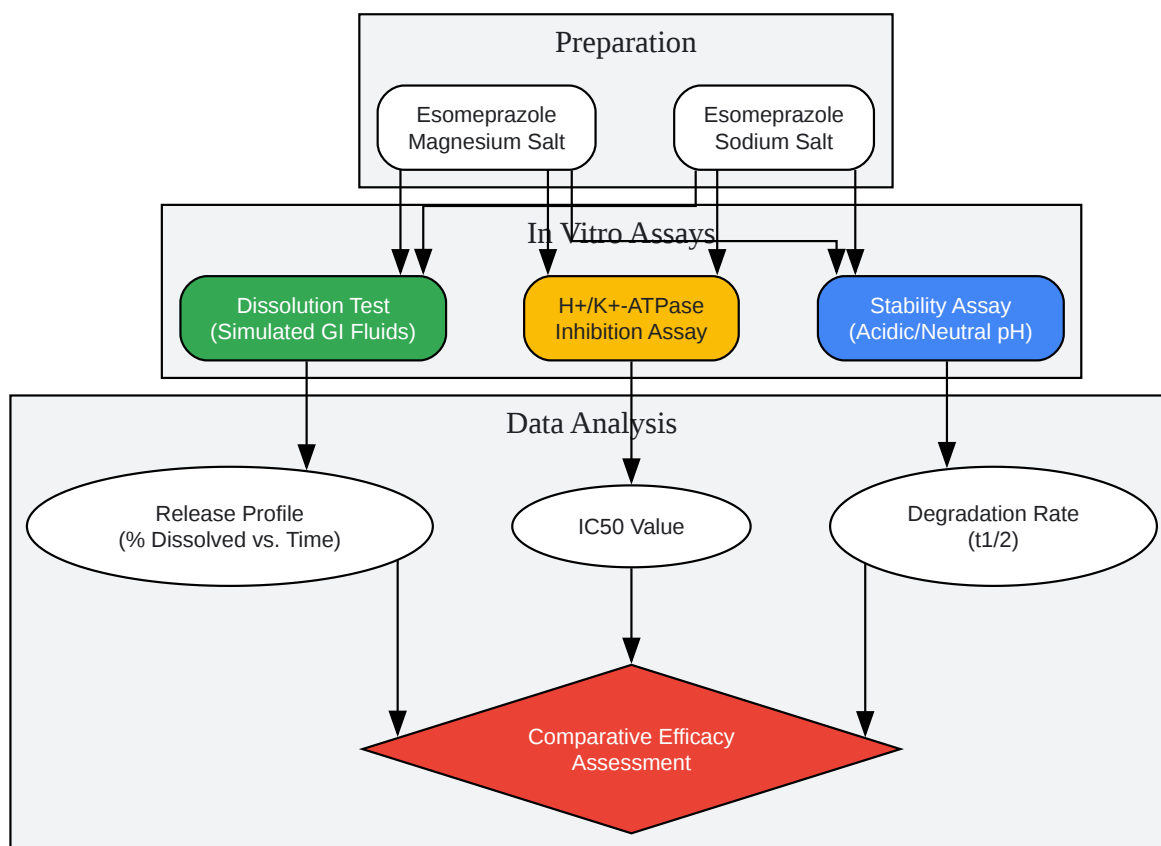 Preparation
Esomeprazole
Magnesium Salt
Esomeprazole
Sodium Salt
In Vitro Assays
Dissolution Test
(Simulated GI Fluids)
H+/K+-ATPase
Inhibition Assay
Stability Assay
(Acidic/Neutral pH)
Data Analysis
Release Profile
(% Dissolved vs. Time)
IC50 Value
Degradation Rate
(t1/2)
Comparative Efficacy
Assessment